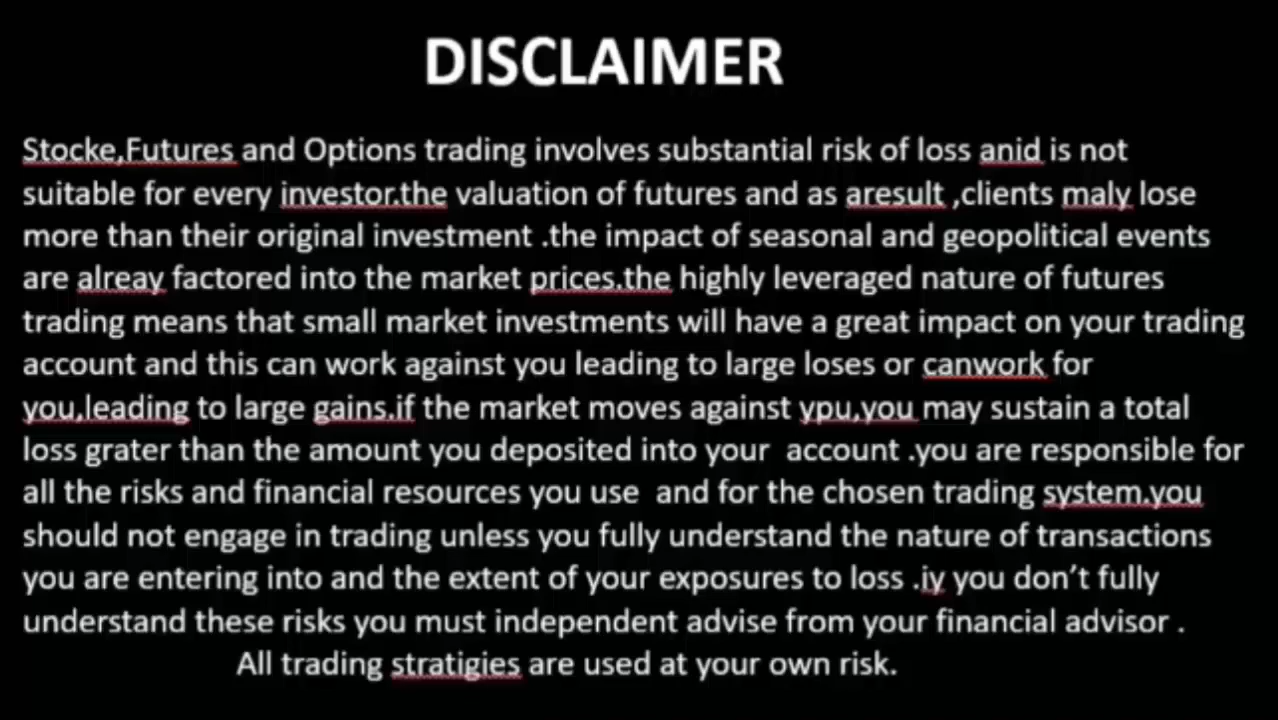 DISCLAIMER
Stocke,Futures and Options trading involves substantial risk of loss anid is not
suitable for every investor.the valuation of futures and as aresult ,clients maly lose
more than their original investment .the impact of seasonal and geopolitical events
are alreay factored into the market prices.the highly leveraged nature of futures
trading means that small market investments will have a great impact on your trading
account and this can work against you leading to large loses or canwork for
you,leading to large gains.if the market moves against ypu,you may sustain a total
loss grater than the amount you deposited into your  account .you are responsible for
all the risks and financial resources you use  and for the chosen trading system.you
should not engage in trading unless you fully understand the nature of transactions
you are entering into and the extent of your exposures to loss .iy you don’t fully
understand these risks you must independent advise from your financial advisor .
All trading stratigies are used at your own risk.